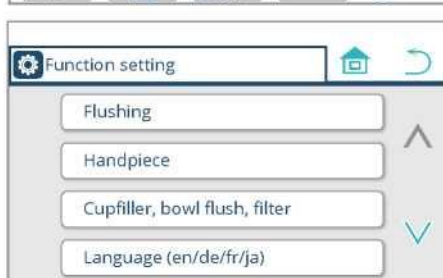 Function setting
Flushing
Handpiece
Cupfiller, bowl flush, filter
Language (en/de/fr/ja)